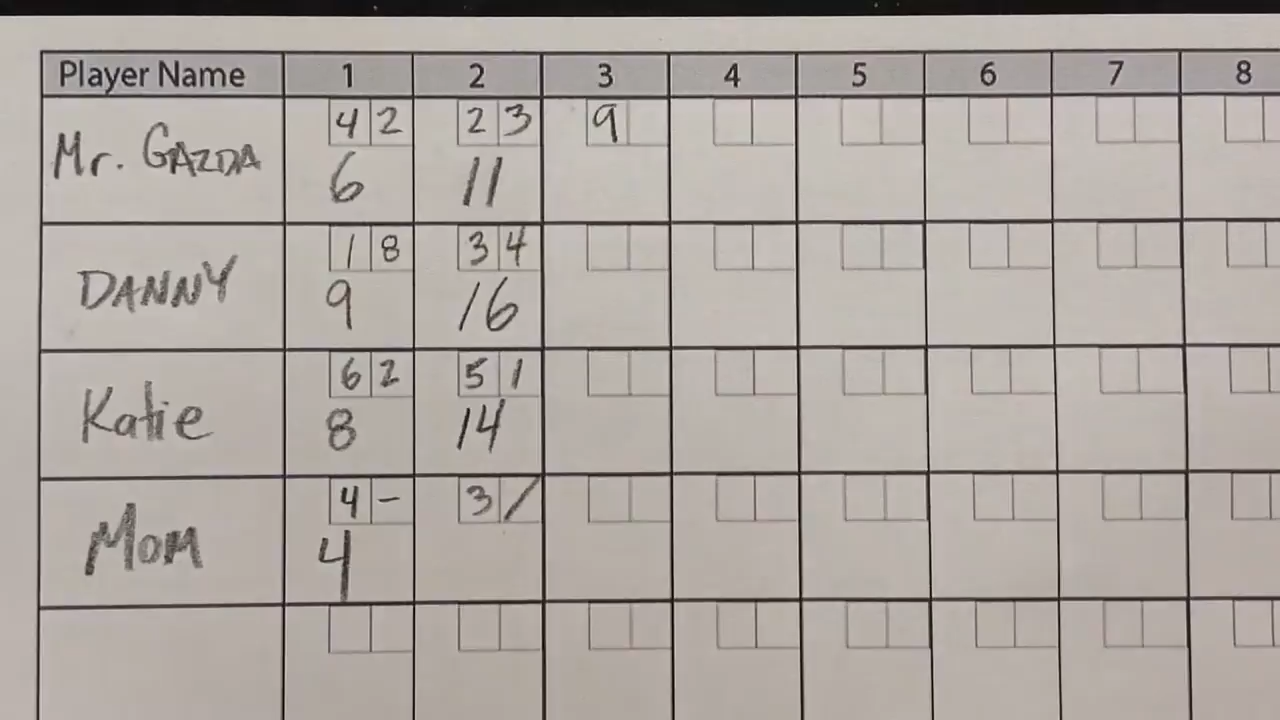 Player Name 1 2 3 4 5 6 7 8
4 2 2 3 9
Mr. GAZDA 6 11
1 8 3 4
DANNY 9 16
6 2 5 1
Katie 8 14
4 - 3 /
Mom 4